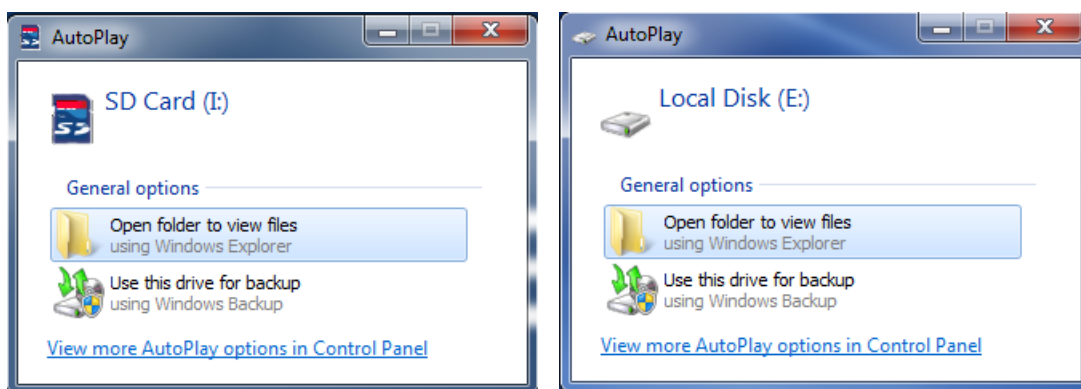 AutoPlay
SD Card (I:)
General options
Open folder to view files
using Windows Explorer
Use this drive for backup
using Windows Backup
View more AutoPlay options in Control Panel
AutoPlay
Local Disk (E:)
General options
Open folder to view files
using Windows Explorer
Use this drive for backup
using Windows Backup
View more AutoPlay options in Control Panel